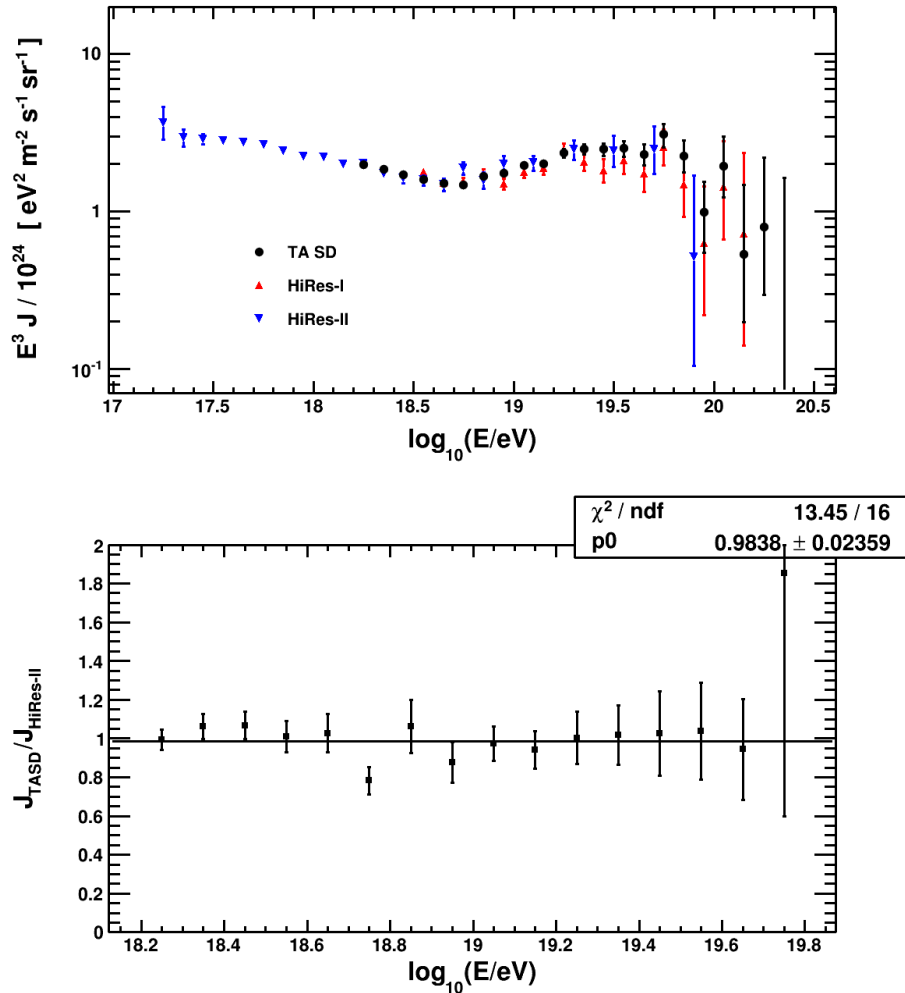 E³ J / 10²⁴ [ eV² m⁻² s⁻¹ sr⁻¹ ]
10
1
10⁻¹
TA SD
HiRes-I
HiRes-II
17 17.5 18 18.5 19 19.5 20 20.5
log₁₀(E/eV)
χ² / ndf 13.45 / 16
p0 0.9838 ± 0.02359
J_TASD/J_HiRes-II
2
1.8
1.6
1.4
1.2
1
0.8
0.6
0.4
0.2
0
18.2 18.4 18.6 18.8 19 19.2 19.4 19.6 19.8
log₁₀(E/eV)